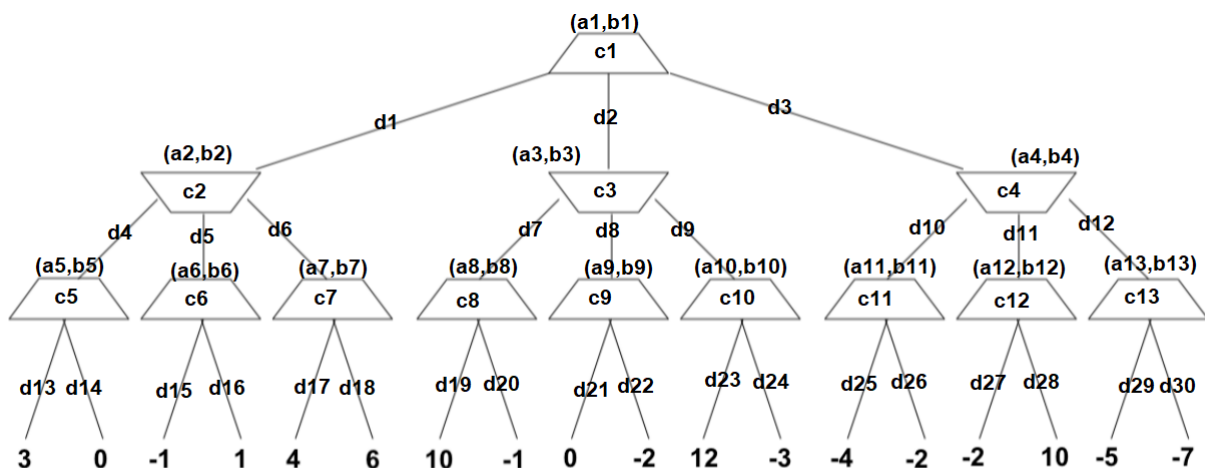 (a1,b1)
c1
d1 d2 d3
(a2,b2) (a3,b3) (a4,b4)
c2 c3 c4
d4 d5 d6 d7 d8 d9 d10 d11 d12
(a5,b5) (a6,b6) (a7,b7) (a8,b8) (a9,b9) (a10,b10) (a11,b11) (a12,b12) (a13,b13)
c5 c6 c7 c8 c9 c10 c11 c12 c13
d13 d14 d15 d16 d17 d18 d19 d20 d21 d22 d23 d24 d25 d26 d27 d28 d29 d30
3 0 -1 1 4 6 10 -1 0 -2 12 -3 -4 -2 -2 10 -5 -7